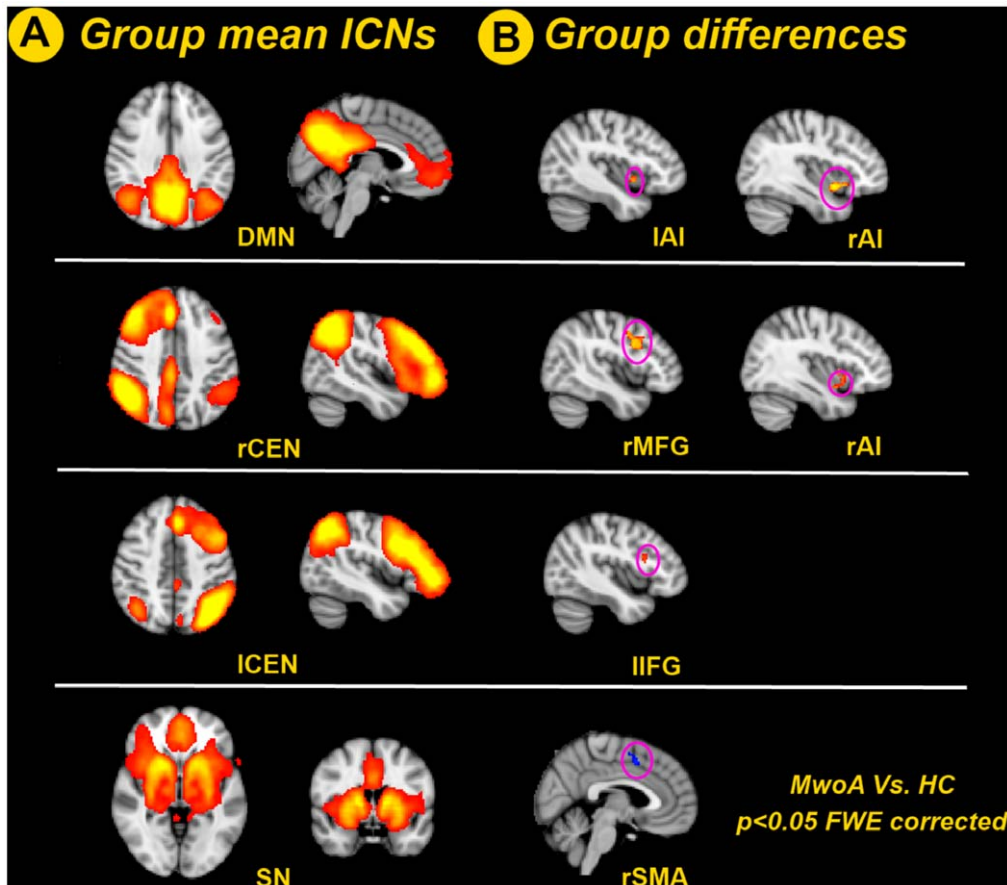 A Group mean ICNs
B Group differences
DMN
lAI
rAI
rCEN
rMFG
rAI
lCEN
lIFG
SN
rSMA
MwoA Vs. HC
p<0.05 FWE corrected